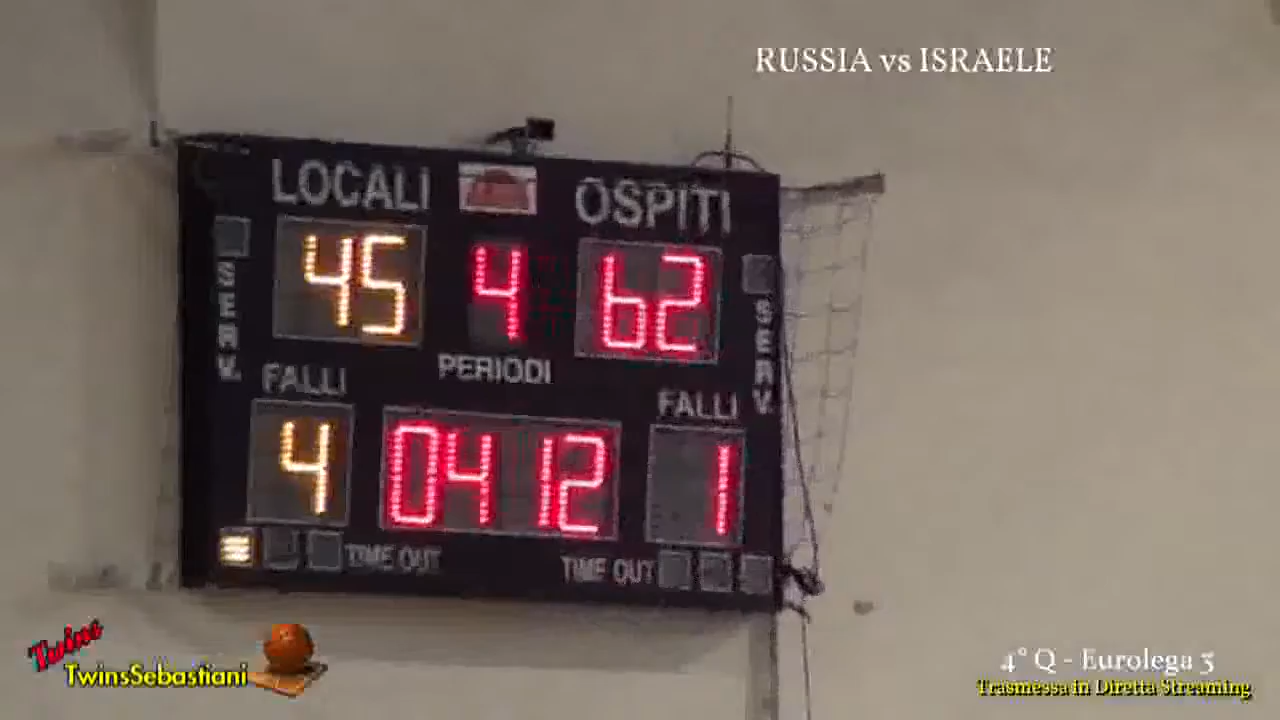 RUSSIA vs ISRAELE
LOCALI OSPITI
45 4 62
SERV.
SERV.
PERIODI
FALLI FALLI
4 04 12 1
TIME OUT TIME OUT
Twins
TwinsSebastiani
4° Q - Eurolega 3
Trasmessa in Diretta Streaming